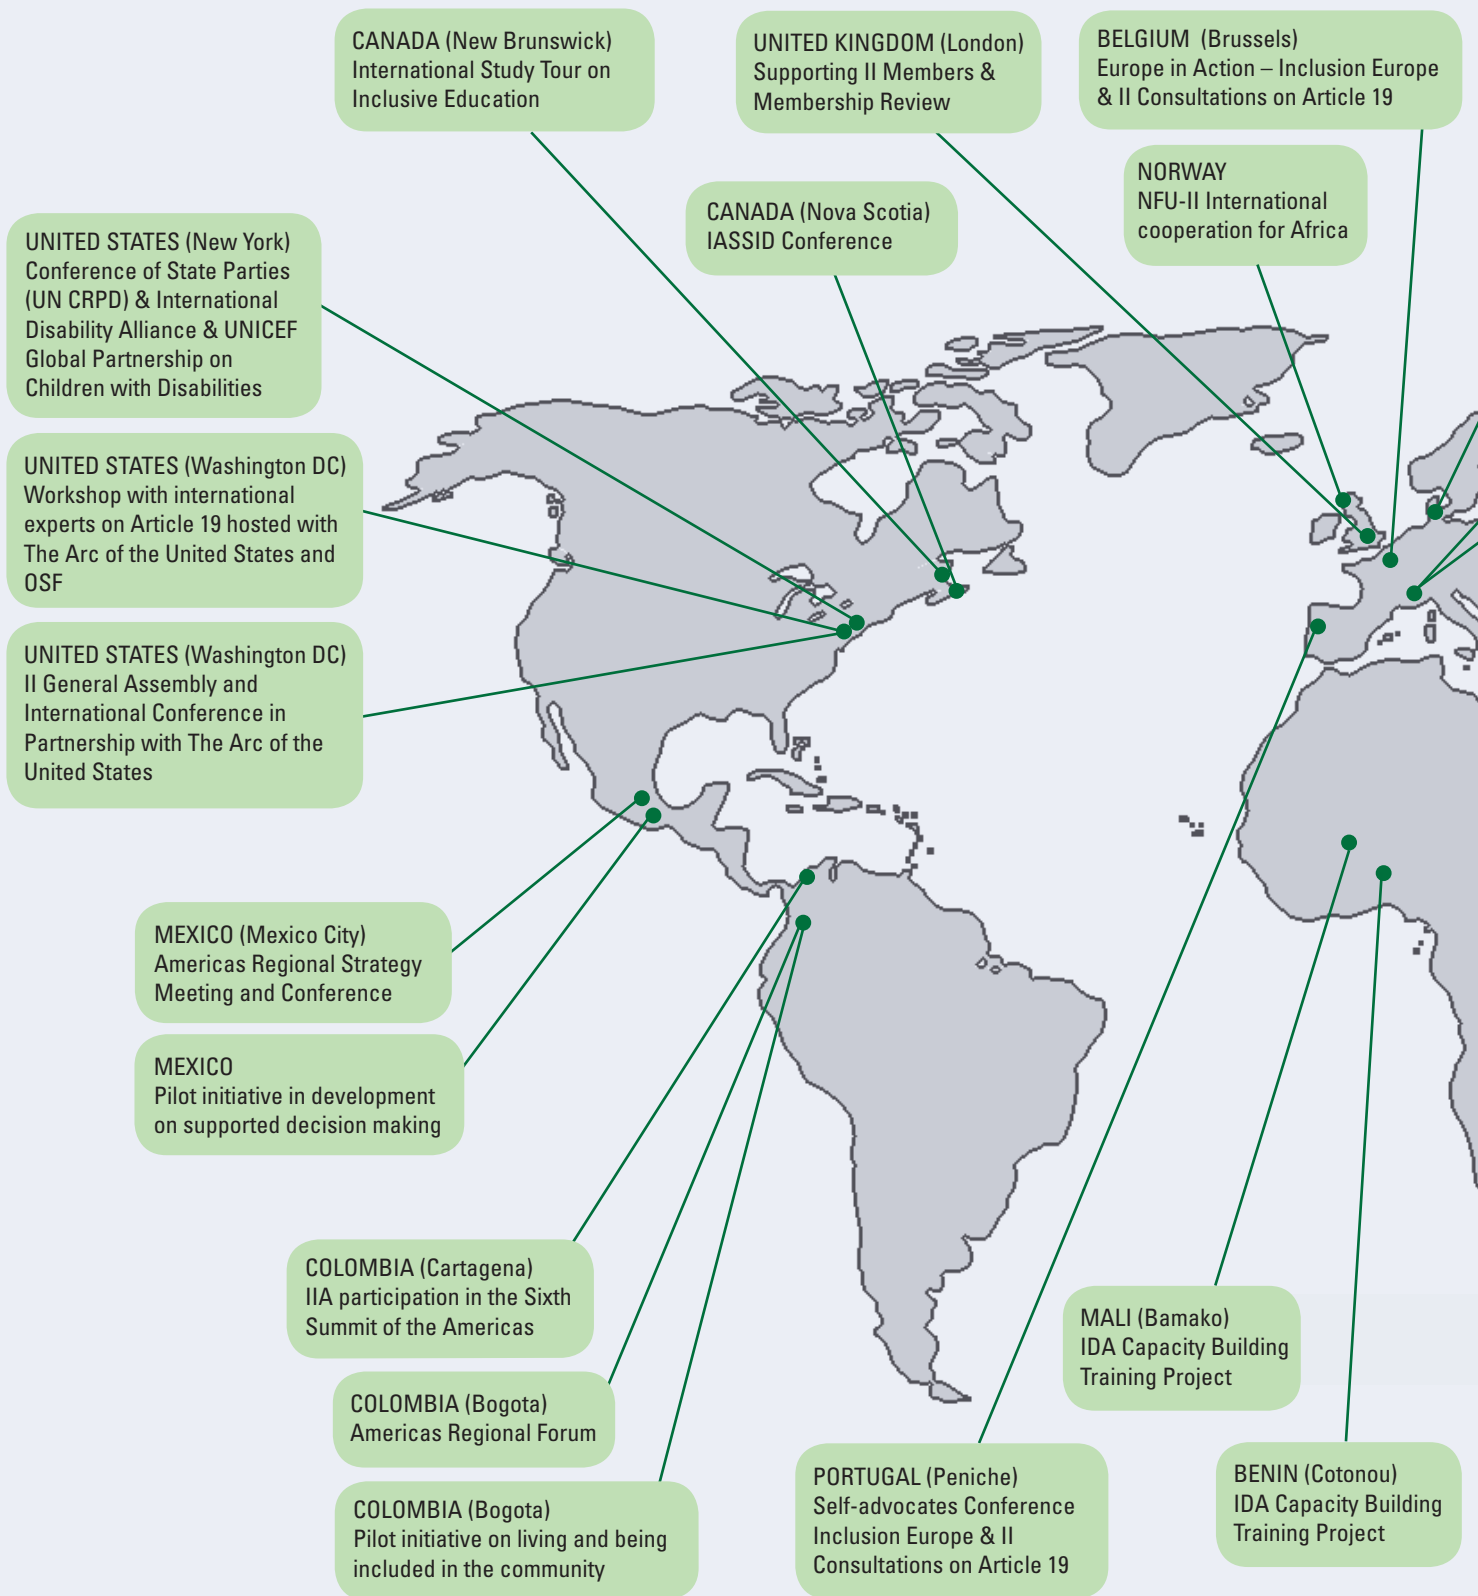 CANADA (New Brunswick)
International Study Tour on
Inclusive Education
UNITED KINGDOM (London)
Supporting II Members &
Membership Review
BELGIUM (Brussels)
Europe in Action – Inclusion Europe
& II Consultations on Article 19
NORWAY
NFU-II International
cooperation for Africa
CANADA (Nova Scotia)
IASSID Conference
UNITED STATES (New York)
Conference of State Parties
(UN CRPD) & International
Disability Alliance & UNICEF
Global Partnership on
Children with Disabilities
UNITED STATES (Washington DC)
Workshop with international
experts on Article 19 hosted with
The Arc of the United States and
OSF
UNITED STATES (Washington DC)
II General Assembly and
International Conference in
Partnership with The Arc of the
United States
MEXICO (Mexico City)
Americas Regional Strategy
Meeting and Conference
MEXICO
Pilot initiative in development
on supported decision making
COLOMBIA (Cartagena)
IIA participation in the Sixth
Summit of the Americas
COLOMBIA (Bogota)
Americas Regional Forum
COLOMBIA (Bogota)
Pilot initiative on living and being
included in the community
PORTUGAL (Peniche)
Self-advocates Conference
Inclusion Europe & II
Consultations on Article 19
MALI (Bamako)
IDA Capacity Building
Training Project
BENIN (Cotonou)
IDA Capacity Building
Training Project